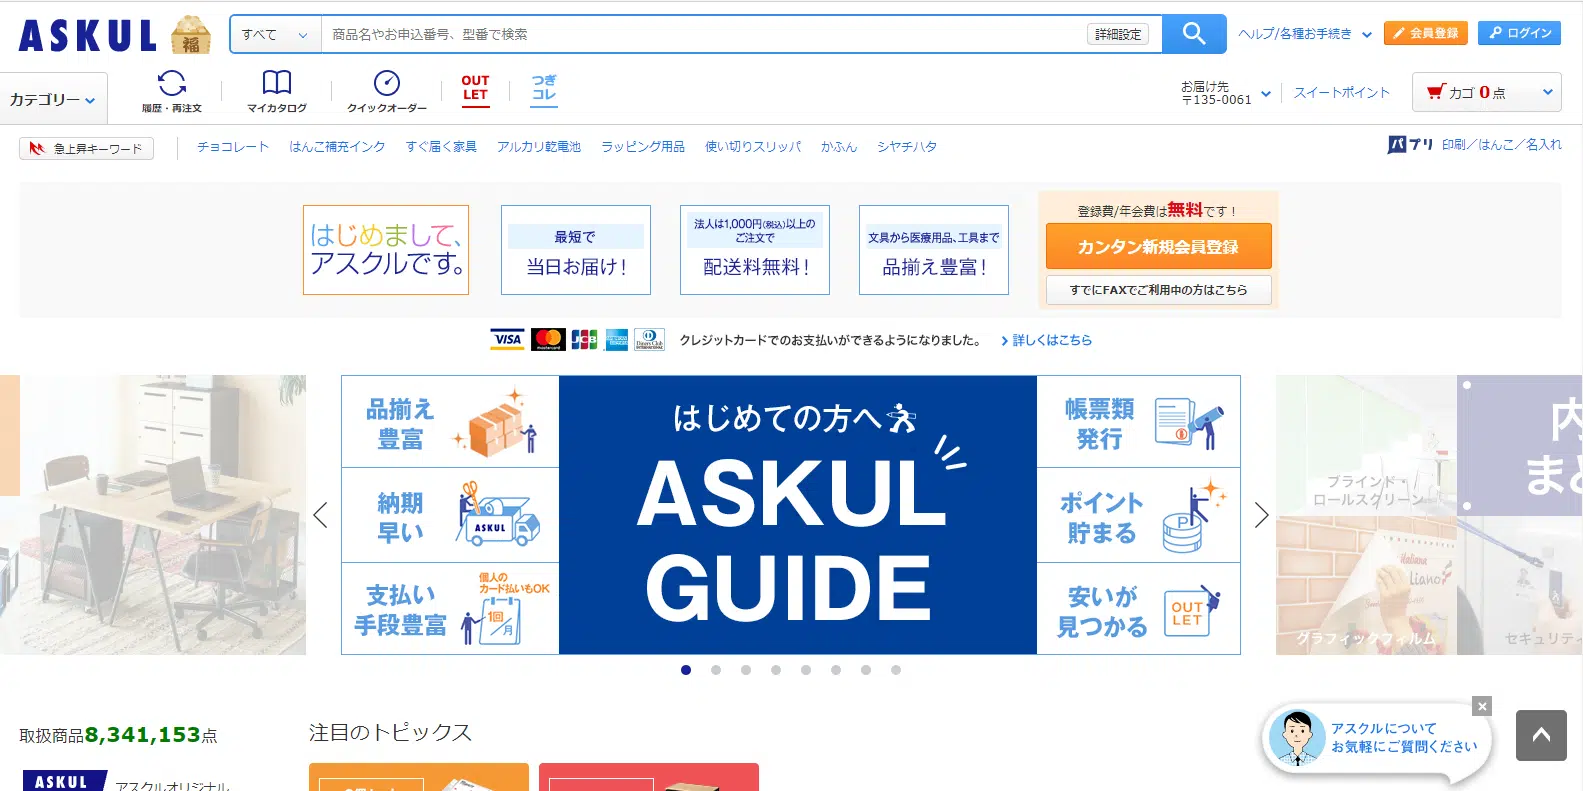 ASKUL
福
すべて
商品名やお申込番号、型番で検索
詳細設定
ヘルプ/各種お手続き
会員登録
ログイン
カテゴリー
履歴・再注文
マイカタログ
クイックオーダー
OUT
LET
つぎ
コレ
お届け先
〒135-0061
スイートポイント
カゴ 0 点
急上昇キーワード
チョコレート
はんこ補充インク
すぐ届く家具
アルカリ乾電池
ラッピング用品
使い切りスリッパ
かふん
シヤチハタ
パプリ
印刷／はんこ／名入れ
はじめまして、
アスクルです。
最短で
当日お届け！
法人は1,000円(税込)以上の
ご注文で
配送料無料！
文具から医療用品、工具まで
品揃え豊富！
登録費/年会費は無料です！
カンタン新規会員登録
すでにFAXでご利用中の方はこちら
VISA
mastercard
JCB
Diners Club
INTERNATIONAL
クレジットカードでのお支払いができるようになりました。
詳しくはこちら
品揃え
豊富
納期
早い
ASKUL
支払い
手段豊富
個人の
カード払いもOK
1回
／月
はじめての方へ
ASKUL
GUIDE
帳票類
発行
ポイント
貯まる
P
安いが
見つかる
OUT
LET
ブラインド・
ロールスクリーン
内
まと
italiana
Liano
グラフィックフィルム
セキュリティ
取扱商品8,341,153点
注目のトピックス
ASKUL
アスクルオリジナル
アスクルについて
お気軽にご質問ください